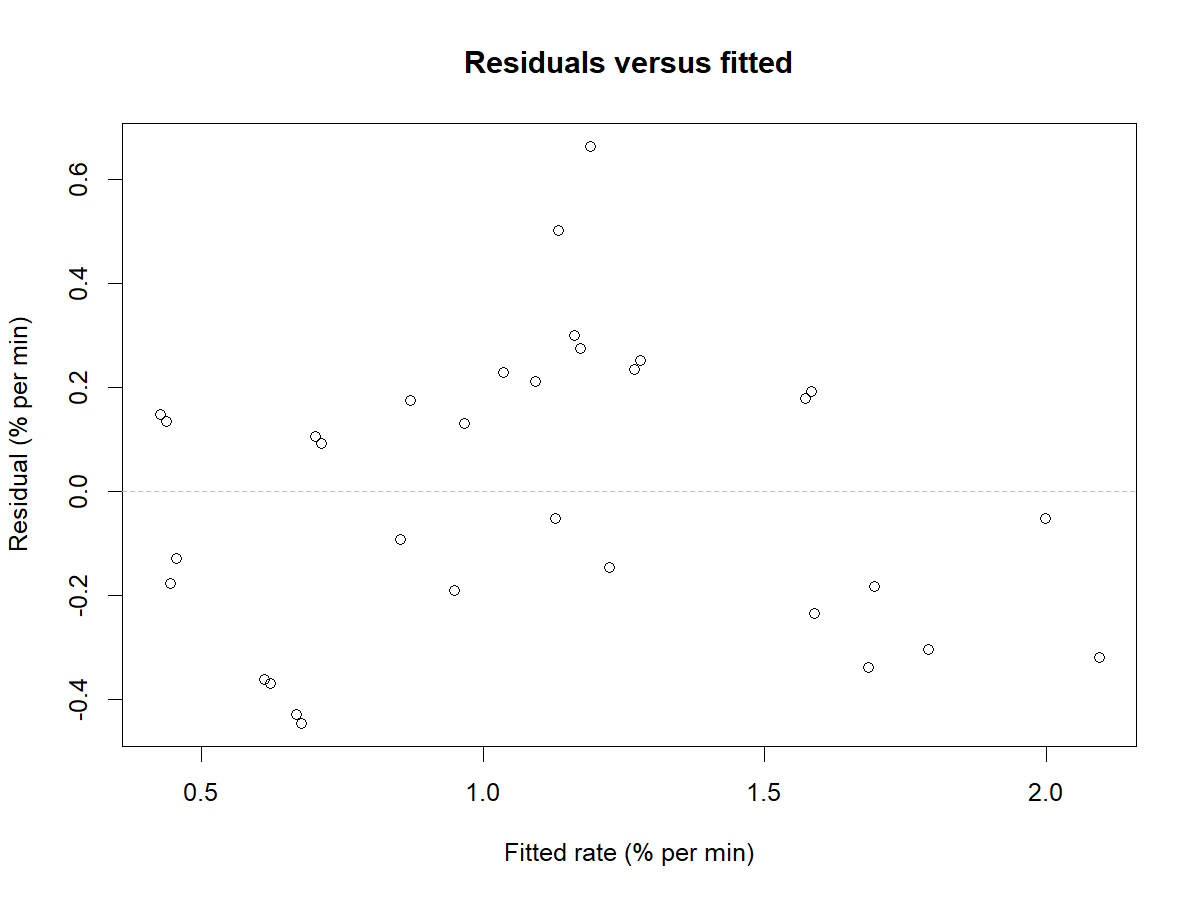 Residuals versus fitted
Residual (% per min)
0.6
0.4
0.2
0.0
-0.2
-0.4
0.5 1.0 1.5 2.0
Fitted rate (% per min)